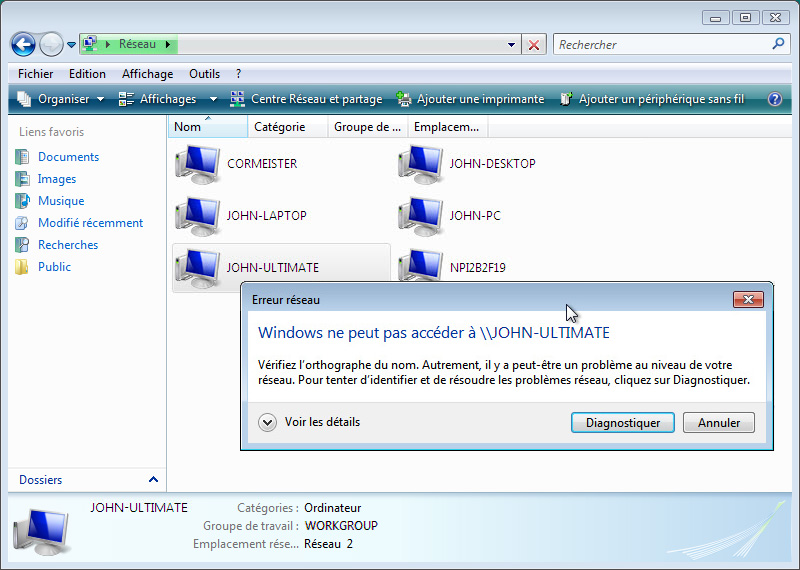 Réseau
Rechercher
Fichier Edition Affichage Outils ?
Organiser Affichages Centre Réseau et partage Ajouter une imprimante Ajouter un périphérique sans fil
Liens favoris
Documents
Images
Musique
Modifié récemment
Recherches
Public
Dossiers
Nom Catégorie Groupe de ... Emplacem...
CORMEISTER JOHN-DESKTOP
JOHN-LAPTOP JOHN-PC
JOHN-ULTIMATE NPI2B2F19
Erreur réseau
Windows ne peut pas accéder à \\JOHN-ULTIMATE
Vérifiez l'orthographe du nom. Autrement, il y a peut-être un problème au niveau de votre
réseau. Pour tenter d'identifier et de résoudre les problèmes réseau, cliquez sur Diagnostiquer.
Voir les détails Diagnostiquer Annuler
JOHN-ULTIMATE Catégories : Ordinateur
Groupe de travail : WORKGROUP
Emplacement rése... Réseau 2